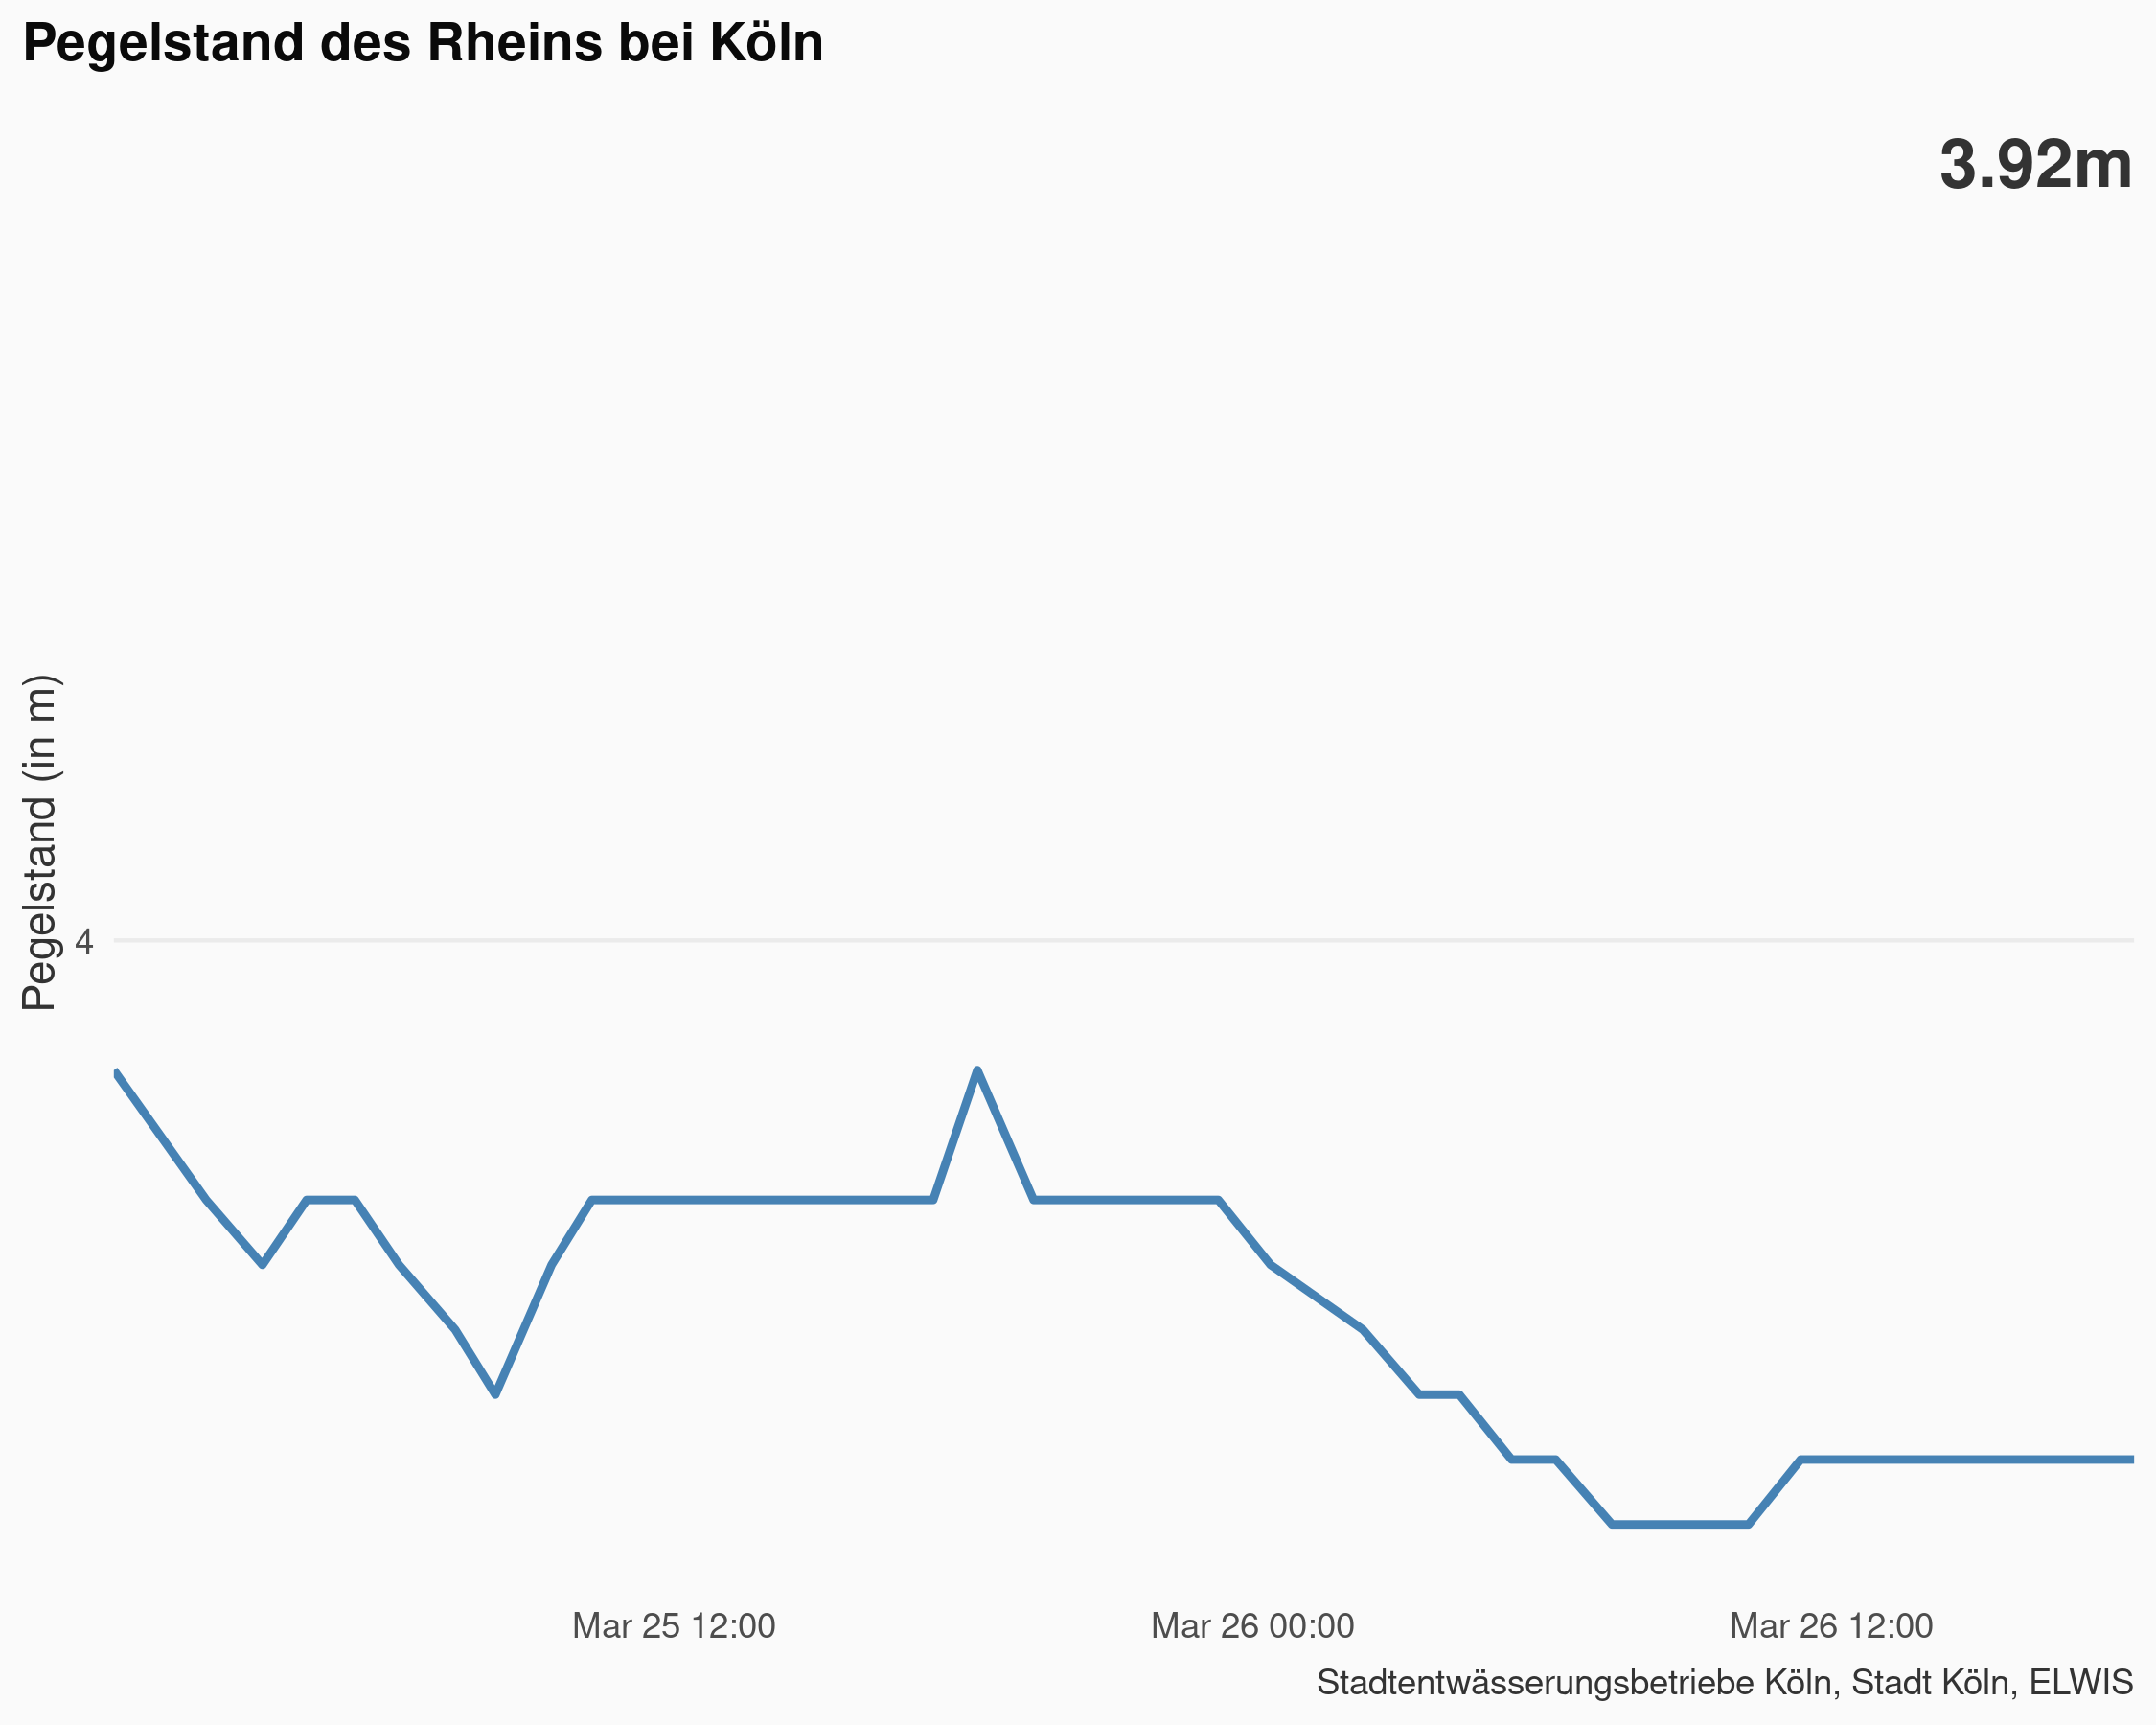 Pegelstand des Rheins bei Köln
3.92m
Pegelstand (in m)
4
Mar 25 12:00
Mar 26 00:00
Mar 26 12:00
Stadtentwässerungsbetriebe Köln, Stadt Köln, ELWIS